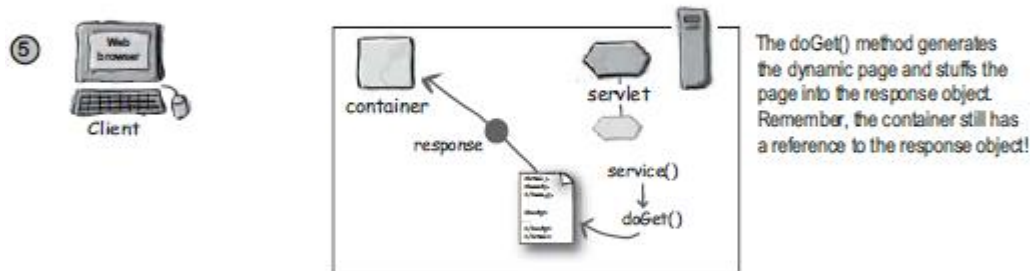 5
Web
browser
Client
container
response
servlet
service()
doGet()
The doGet() method generates
the dynamic page and stuffs the
page into the response object.
Remember, the container still has
a reference to the response object!